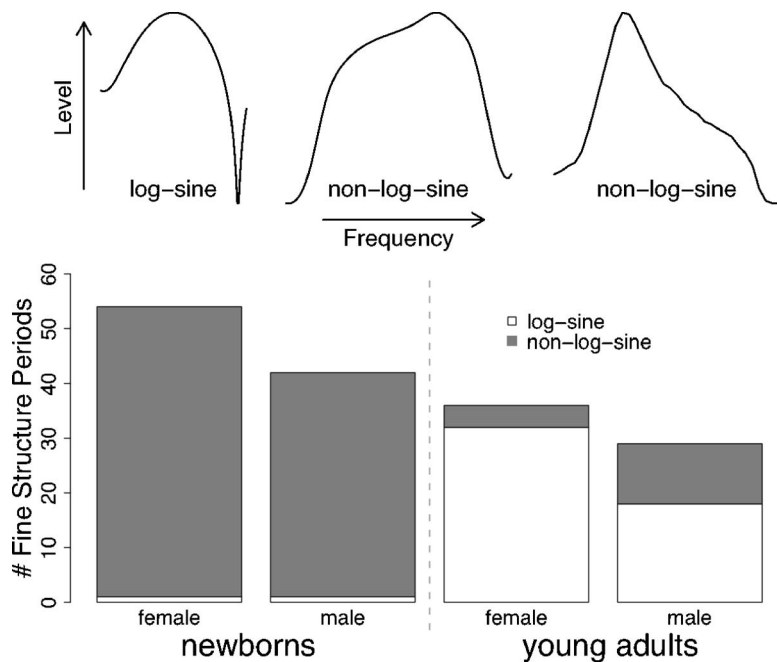 Level
log-sine
non-log-sine
non-log-sine
Frequency
# Fine Structure Periods
60
50
40
30
20
10
0
log-sine
non-log-sine
female
male
female
male
newborns
young adults